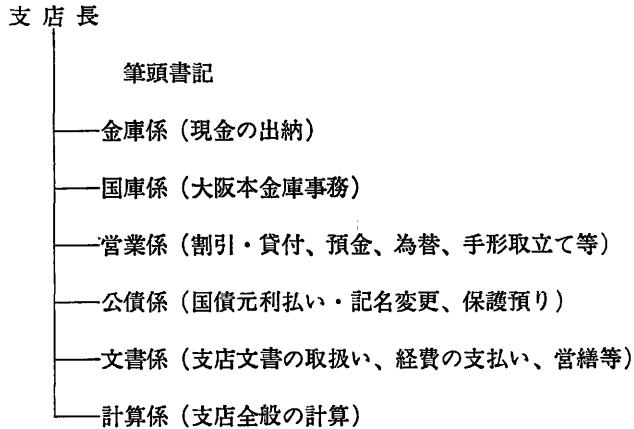 支店長
筆頭書記
金庫係（現金の出納）
国庫係（大阪本金庫事務）
営業係（割引・貸付、預金、為替、手形取立て等）
公債係（国債元利払い・記名変更、保護預り）
文書係（支店文書の取扱い、経費の支払い、営繕等）
計算係（支店全般の計算）